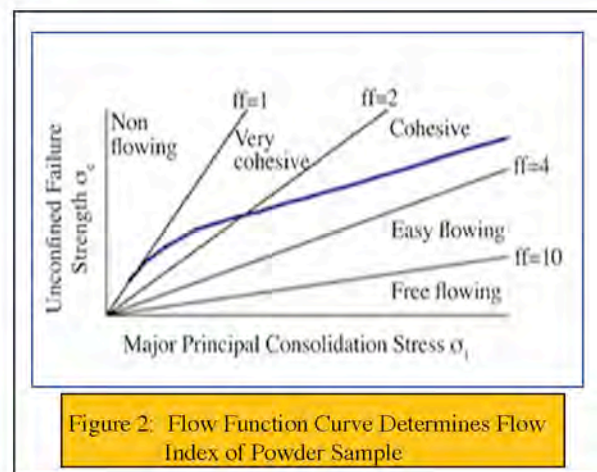 ff=1
ff=2
Non
flowing
Very
cohesive
Cohesive
ff=4
Easy flowing
ff=10
Free flowing
Unconfined Failure
Strength σc
Major Principal Consolidation Stress σ1
Figure 2: Flow Function Curve Determines Flow
Index of Powder Sample